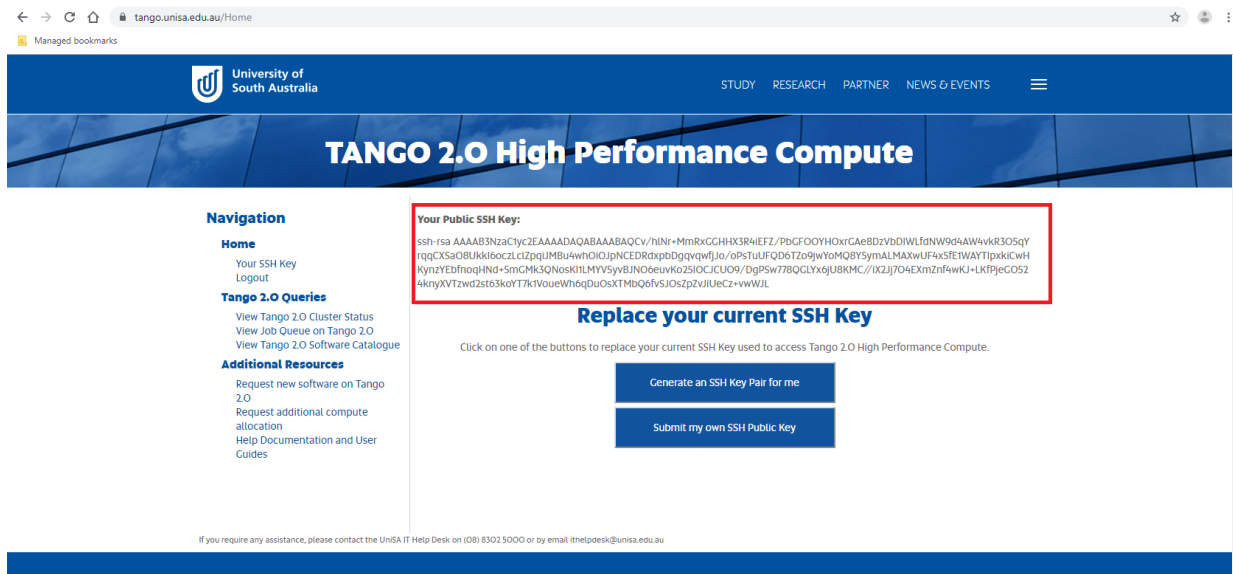 tango.unisa.edu.au/Home
Managed bookmarks
University of
South Australia
STUDY RESEARCH PARTNER NEWS & EVENTS
TANGO 2.0 High Performance Compute
Navigation
Home
Your SSH Key
Logout
Tango 2.0 Queries
View Tango 2.0 Cluster Status
View Job Queue on Tango 2.0
View Tango 2.0 Software Catalogue
Additional Resources
Request new software on Tango
2.0
Request additional compute
allocation
Help Documentation and User
Guides
Your Public SSH Key:
ssh-rsa
Replace your current SSH Key
Click on one of the buttons to replace your current SSH Key used to access Tango 2.0 High Performance Compute.
Generate an SSH Key Pair for me
Submit my own SSH Public Key
If you require any assistance, please contact the UniSA IT Help Desk on (08) 8302 5000 or by email ithelpdesk@unisa.edu.au